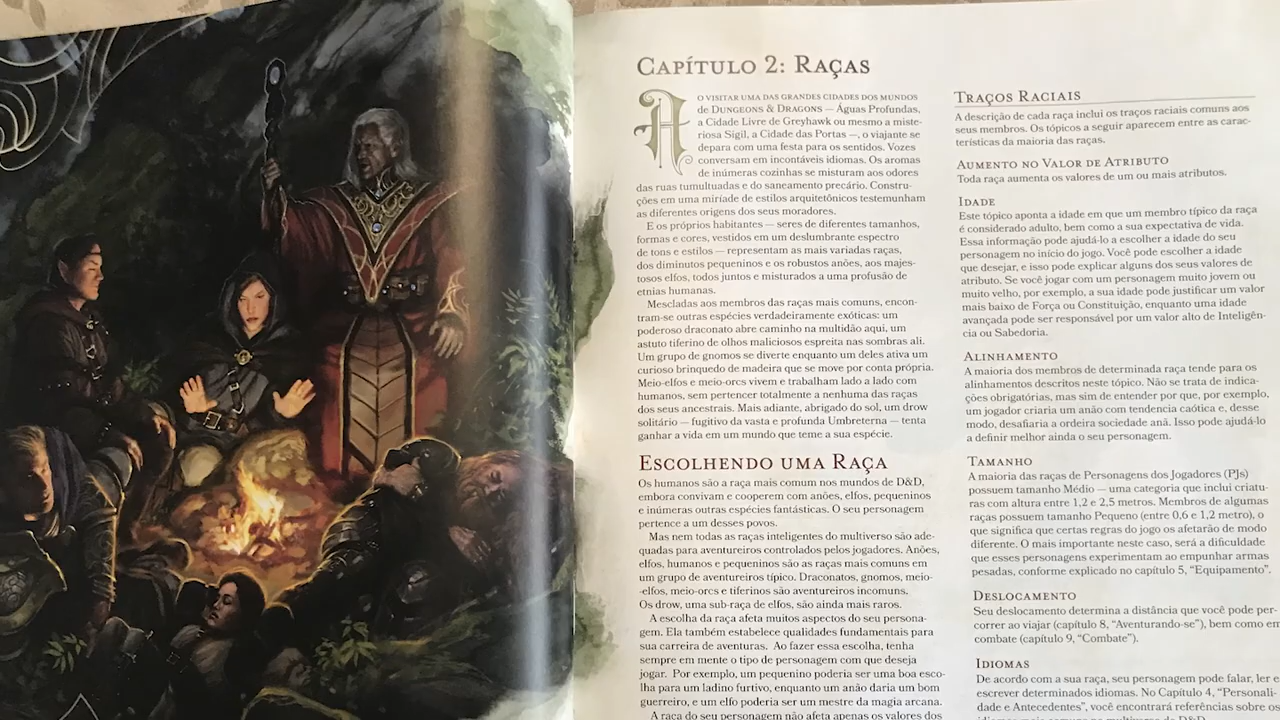 CAPÍTULO 2: RAÇAS
AO VISITAR UMA DAS GRANDES CIDADES DOS MUNDOS
de DUNGEONS & DRAGONS — Águas Profundas,
a Cidade Livre de Greyhawk ou mesmo a miste-
riosa Sigil, a Cidade das Portas —, o viajante se
depara com uma festa para os sentidos. Vozes
conversam em incontáveis idiomas. Os aromas
de inúmeras cozinhas se misturam aos odores
das ruas tumultuadas e do saneamento precário. Constru-
ções em uma miríade de estilos arquitetônicos testemunham
as diferentes origens dos seus moradores.
E os próprios habitantes — seres de diferentes tamanhos,
formas e cores, vestidos em um deslumbrante espectro
de tons e estilos — representam as mais variadas raças,
dos diminutos pequeninos e os robustos anões, aos majes-
tosos elfos, todos juntos e misturados a uma profusão de
etnias humanas.
Mescladas aos membros das raças mais comuns, encon-
tram-se outras espécies verdadeiramente exóticas: um
poderoso draconato abre caminho na multidão aqui, um
astuto tiferino de olhos maliciosos espreita nas sombras ali.
Um grupo de gnomos se diverte enquanto um deles ativa um
curioso brinquedo de madeira que se move por conta própria.
Meio-elfos e meio-orcs vivem e trabalham lado a lado com
humanos, sem pertencer totalmente a nenhuma das raças
dos seus ancestrais. Mais adiante, abrigado do sol, um drow
solitário — fugitivo da vasta e profunda Umbreterna — tenta
ganhar a vida em um mundo que teme a sua espécie.
ESCOLHENDO UMA RAÇA
Os humanos são a raça mais comum nos mundos de D&D,
embora convivam e cooperem com anões, elfos, pequeninos
e inúmeras outras espécies fantásticas. O seu personagem
pertence a um desses povos.
Mas nem todas as raças inteligentes do multiverso são ade-
quadas para aventureiros controlados pelos jogadores. Anões,
elfos, humanos e pequeninos são as raças mais comuns em
um grupo de aventureiros típico. Draconatos, gnomos, meio-
-elfos, meio-orcs e tiferinos são aventureiros incomuns.
Os drow, uma sub-raça de elfos, são ainda mais raros.
A escolha da raça afeta muitos aspectos do seu persona-
gem. Ela também estabelece qualidades fundamentais para
sua carreira de aventuras. Ao fazer essa escolha, tenha
sempre em mente o tipo de personagem com que deseja
jogar. Por exemplo, um pequenino poderia ser uma boa esco-
lha para um ladino furtivo, enquanto um anão daria um bom
guerreiro, e um elfo poderia ser um mestre da magia arcana.
A raça do seu personagem não afeta apenas os valores dos
TRAÇOS RACIAIS
A descrição de cada raça inclui os traços raciais comuns aos
seus membros. Os tópicos a seguir aparecem entre as carac-
terísticas da maioria das raças.
AUMENTO NO VALOR DE ATRIBUTO
Toda raça aumenta os valores de um ou mais atributos.
IDADE
Este tópico aponta a idade em que um membro típico da raça
é considerado adulto, bem como a sua expectativa de vida.
Essa informação pode ajudá-lo a escolher a idade do seu
personagem no início do jogo. Você pode escolher a idade
que desejar, e isso pode explicar alguns dos seus valores de
atributo. Se você jogar com um personagem muito jovem ou
muito velho, por exemplo, a sua idade pode justificar um valor
mais baixo de Força ou Constituição, enquanto uma idade
avançada pode ser responsável por um valor alto de Inteligên-
cia ou Sabedoria.
ALINHAMENTO
A maioria dos membros de determinada raça tende para os
alinhamentos descritos neste tópico. Não se trata de indica-
ções obrigatórias, mas sim de entender por que, por exemplo,
um jogador criaria um anão com tendencia caótica e, desse
modo, desafiaria a ordeira sociedade anã. Isso pode ajudá-lo
a definir melhor ainda o seu personagem.
TAMANHO
A maioria das raças de Personagens dos Jogadores (PJs)
possuem tamanho Médio — uma categoria que inclui criatu-
ras com altura entre 1,2 e 2,5 metros. Membros de algumas
raças possuem tamanho Pequeno (entre 0,6 e 1,2 metro), o
que significa que certas regras do jogo os afetarão de modo
diferente. O mais importante neste caso, será a dificuldade
que esses personagens experimentam ao empunhar armas
pesadas, conforme explicado no capítulo 5, “Equipamento”.
DESLOCAMENTO
Seu deslocamento determina a distância que você pode per-
correr ao viajar (capítulo 8, “Aventurando-se”), bem como em
combate (capítulo 9, “Combate”).
IDIOMAS
De acordo com a sua raça, seu personagem pode falar, ler e
escrever determinados idiomas. No Capítulo 4, “Personali-
dade e Antecedentes”, você encontrará referências sobre os